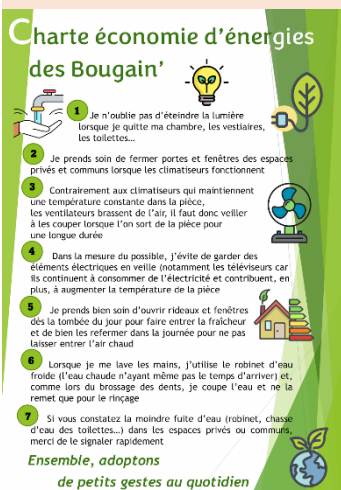 Charte économie d'énergies
des Bougain'
1 Je n'oublie pas d'éteindre la lumière
lorsque je quitte ma chambre, les vestiaires,
les toilettes...
2 Je prends soin de fermer portes et fenêtres des espaces
privés et communs lorsque les climatiseurs fonctionnent
3 Contrairement aux climatiseurs qui maintiennent
une température constante dans la pièce,
les ventilateurs brassent de l'air, il faut donc veiller
à les couper lorsque l'on sort de la pièce pour
une longue durée
4 Dans la mesure du possible, j'évite de garder des
éléments électriques en veille (notamment les téléviseurs car
ils continuent à consommer de l'électricité et contribuent, en
plus, à augmenter la température de la pièce
5 Je prends bien soin d'ouvrir rideaux et fenêtres
dès la tombée du jour pour faire entrer la fraîcheur
et de bien les refermer dans la journée pour ne pas
laisser entrer l'air chaud
6 Lorsque je me lave les mains, j'utilise le robinet d'eau
froide (l'eau chaude n'ayant même pas le temps d'arriver) et,
comme lors du brossage des dents, je coupe l'eau et ne la
remet que pour le rinçage
7 Si vous constatez la moindre fuite d'eau (robinet, chasse
d'eau des toilettes...) dans les espaces privés ou communs,
merci de le signaler rapidement
Ensemble, adoptons
de petits gestes au quotidien